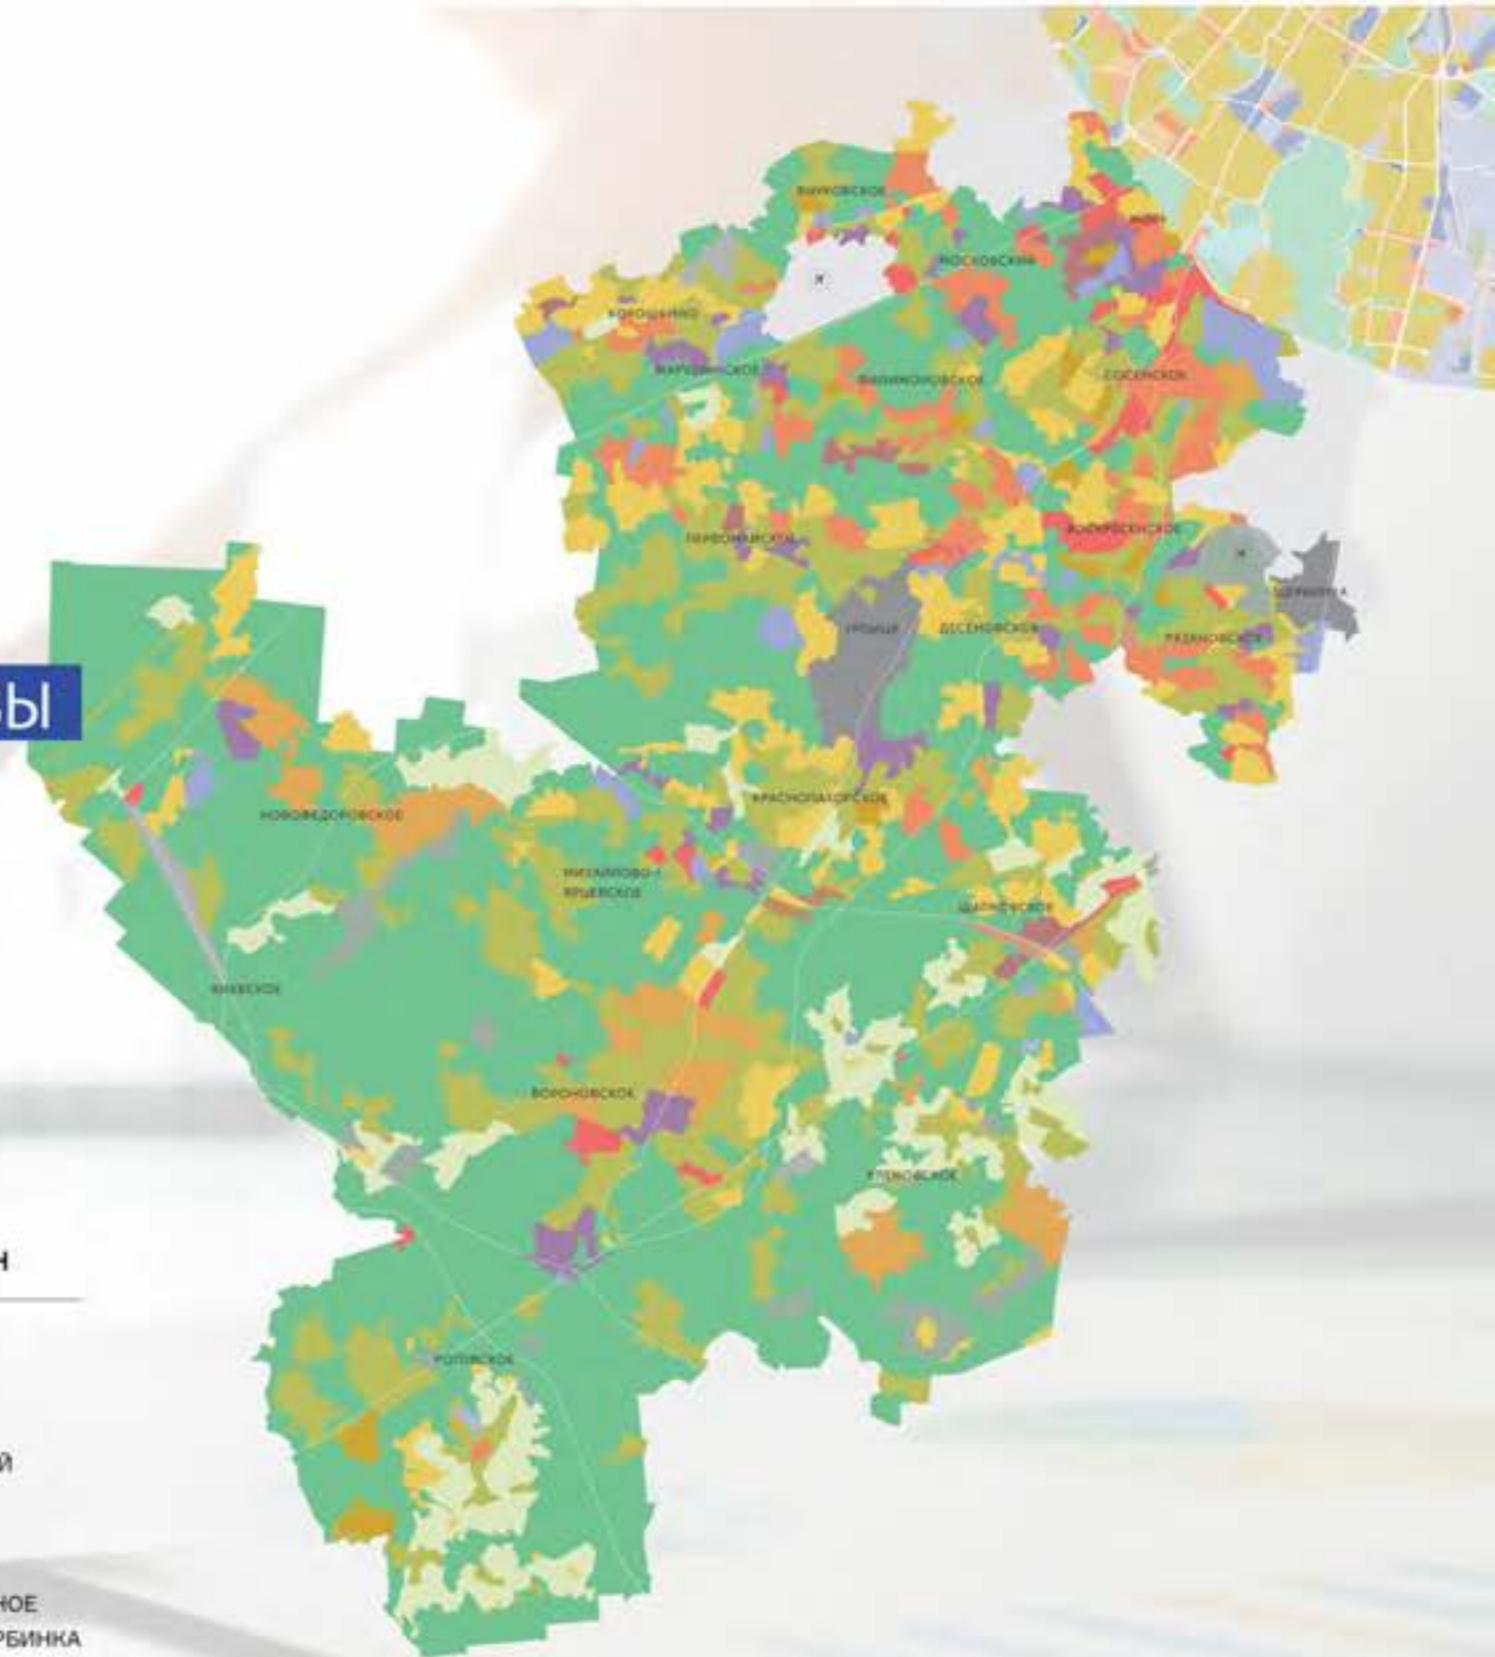 ВНУКОВСКОЕ
МОСКОВСКИЙ
КОКОШКИНО
МАРУШКИНСКОЕ
ФИЛИМОНКОВСКОЕ
СОСЕНСКОЕ
ВОСКРЕСЕНСКОЕ
ПЕРВОМАЙСКОЕ
ЩЕРБИНКА
ТРОИЦК
ДЕСЕНОВСКОЕ
РЯЗАНОВСКОЕ
ВЫ
КРАСНОПАХОРСКОЕ
НОВОФЕДОРОВСКОЕ
МИХАЙЛОВО-
ЯРЦЕВСКОЕ
ЩАПОВСКОЕ
КИЕВСКОЕ
ВОРОНОВСКОЕ
КЛЕНОВСКОЕ
Н
РОГОВСКОЕ
Й
НОЕ
РБИНКА